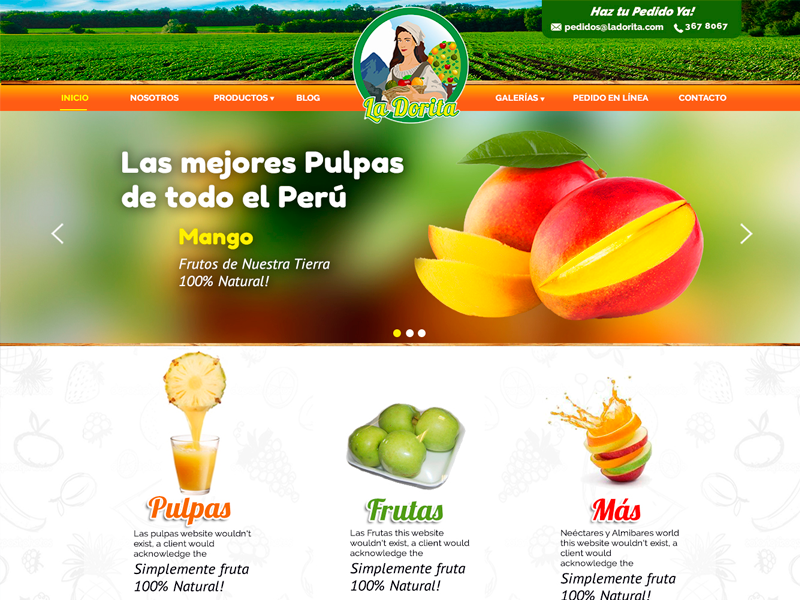 Haz tu Pedido Ya!
pedidos@ladorita.com 367 8067
La Dorita
INICIO NOSOTROS PRODUCTOS BLOG GALERÍAS PEDIDO EN LÍNEA CONTACTO
Las mejores Pulpas
de todo el Perú
Mango
Frutos de Nuestra Tierra
100% Natural!
Pulpas
Las pulpas website wouldn't
exist, a client would
acknowledge the
Simplemente fruta
100% Natural!
Frutas
Las Frutas this website
wouldn't exist, a client would
acknowledge the
Simplemente fruta
100% Natural!
Más
Neéctares y Almibares world
this website wouldn't exist, a
client would
acknowledge the
Simplemente fruta
100% Natural!